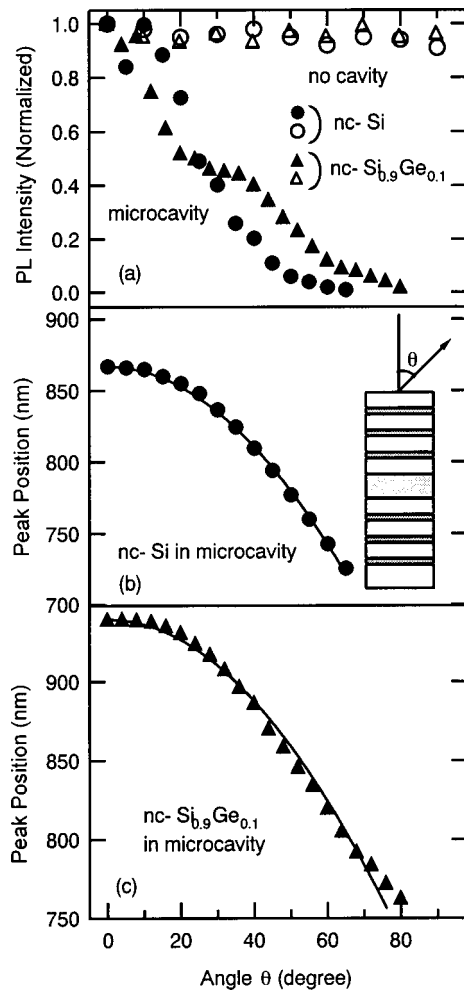 1.0
0.8
0.6
0.4
0.2
0.0
PL Intensity (Normalized)
no cavity
nc- Si
nc- Si0.9Ge0.1
microcavity
(a)
900
850
800
750
700
Peak Position (nm)
θ
nc- Si in microcavity
(b)
900
850
800
750
Peak Position (nm)
nc- Si0.9Ge0.1
in microcavity
(c)
0 20 40 60 80
Angle θ (degree)